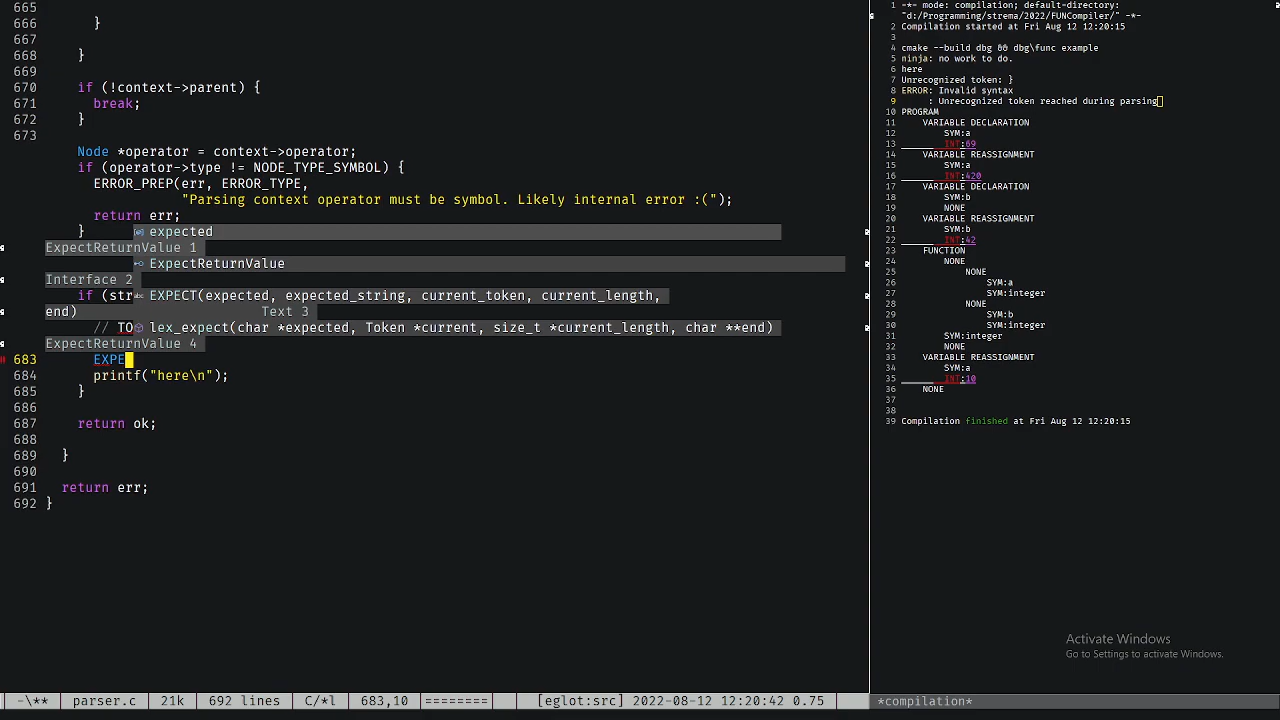 665
666 }
667
668 }
669
670 if (!context->parent) {
671 break;
672 }
673
Node *operator = context->operator;
if (operator->type != NODE_TYPE_SYMBOL) {
ERROR_PREP(err, ERROR_TYPE,
"Parsing context operator must be symbol. Likely internal error :(");
return err;
} expected
ExpectReturnValue 1
ExpectReturnValue
Interface 2
if (str EXPECT(expected, expected_string, current_token, current_length,
end) Text 3
// TO lex_expect(char *expected, Token *current, size_t *current_length, char **end)
ExpectReturnValue 4
683 EXPE
684 printf("here\n");
685 }
686
687 return ok;
688
689 }
690
691 return err;
692 }
-\** parser.c 21k 692 lines C/*l 683,10 ======== [eglot:src] 2022-08-12 12:20:42 0.75
1 -*- mode: compilation; default-directory:
"d:/Programming/strema/2022/FUNCompiler/" -*-
2 Compilation started at Fri Aug 12 12:20:15
3
4 cmake --build dbg && dbg\func example
5 ninja: no work to do.
6 here
7 Unrecognized token: }
8 ERROR: Invalid syntax
9 : Unrecognized token reached during parsing
10 PROGRAM
11 VARIABLE DECLARATION
12 SYM:a
13 INT:69
14 VARIABLE REASSIGNMENT
15 SYM:a
16 INT:420
17 VARIABLE DECLARATION
18 SYM:b
19 NONE
20 VARIABLE REASSIGNMENT
21 SYM:b
22 INT:42
23 FUNCTION
24 NONE
25 NONE
26 SYM:a
27 SYM:integer
28 NONE
29 SYM:b
30 SYM:integer
31 SYM:integer
32 NONE
33 VARIABLE REASSIGNMENT
34 SYM:a
35 INT:10
36 NONE
37
38
39 Compilation finished at Fri Aug 12 12:20:15
Activate Windows
Go to Settings to activate Windows.
*compilation*